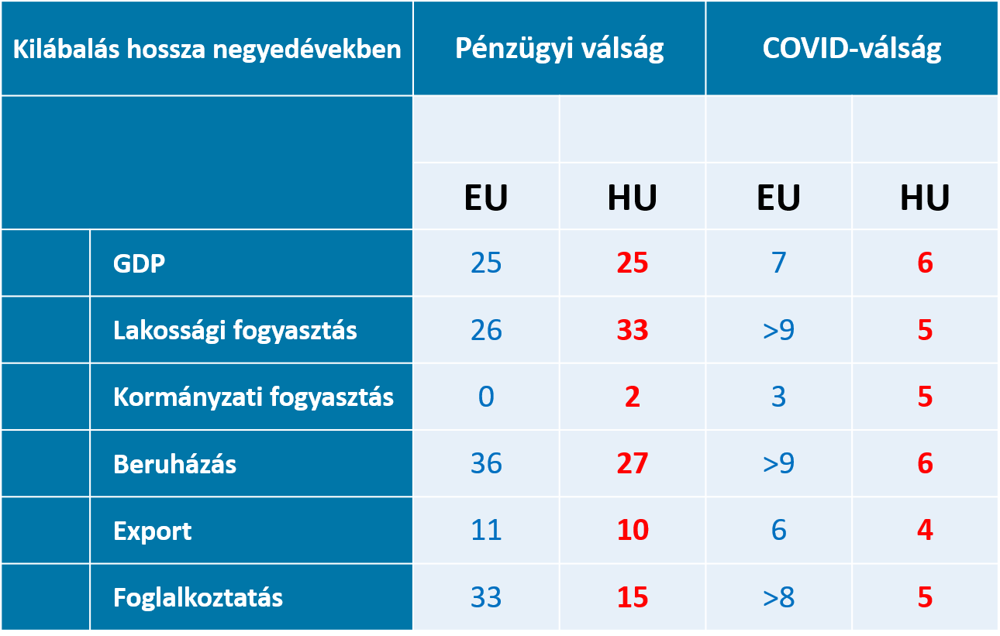 Kilábalás hossza negyedévekben Pénzügyi válság COVID-válság
EU HU EU HU
GDP 25 25 7 6
Lakossági fogyasztás 26 33 >9 5
Kormányzati fogyasztás 0 2 3 5
Beruházás 36 27 >9 6
Export 11 10 6 4
Foglalkoztatás 33 15 >8 5